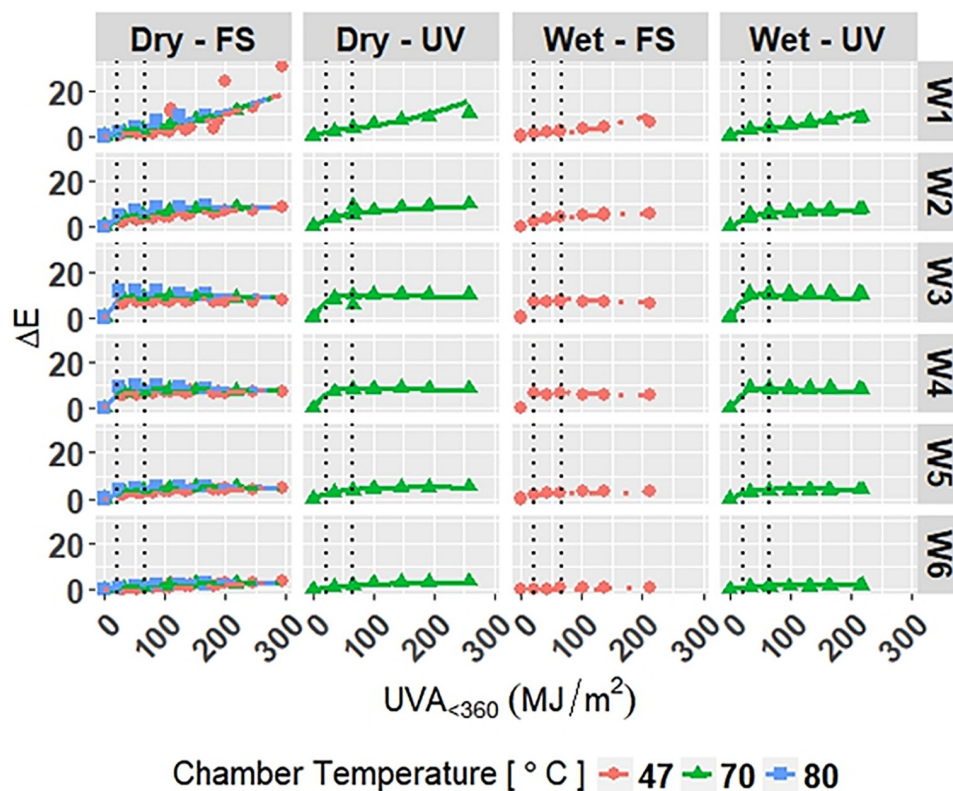 Dry - FS Dry - UV Wet - FS Wet - UV
20
0
W1
20
0
W2
20
0
W3
20
0
W4
20
0
W5
20
0
W6
ΔE
0 100 200 300 0 100 200 300 0 100 200 300 0 100 200 300
UVA<360 (MJ/m²)
Chamber Temperature [ ° C ] 47 70 80